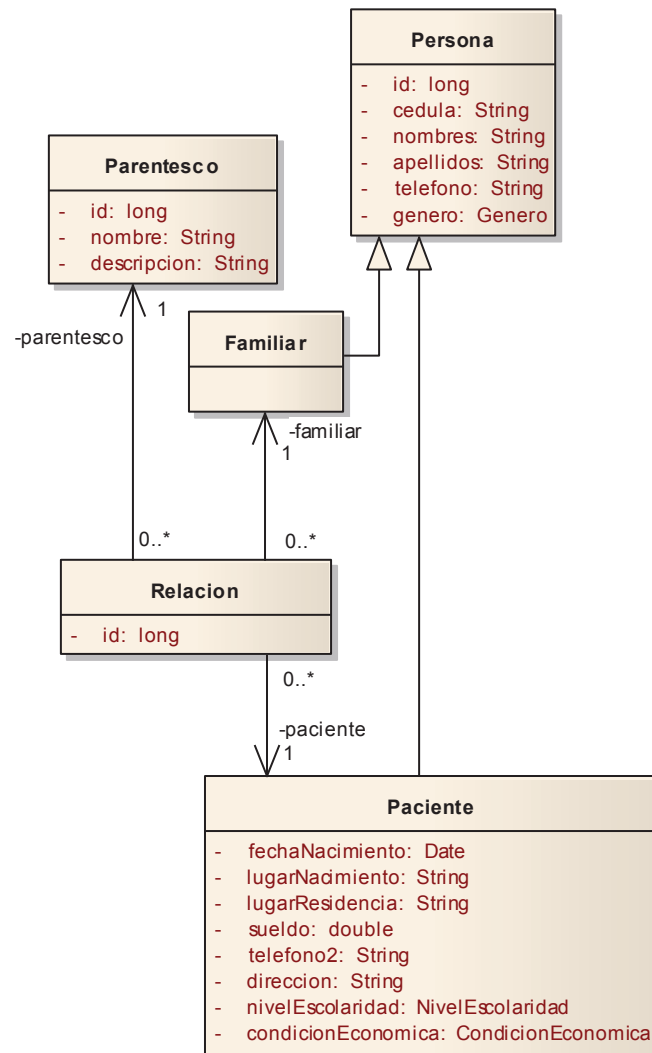 Persona
- id: long
- cedula: String
- nombres: String
- apellidos: String
- telefono: String
- genero: Genero
Parentesco
- id: long
- nombre: String
- descripcion: String
1
-parentesco
Familiar
-familiar
1
0..*
0..*
Relacion
- id: long
0..*
-paciente
1
Paciente
- fechaNacimiento: Date
- lugarNacimiento: String
- lugarResidencia: String
- sueldo: double
- telefono2: String
- direccion: String
- nivelEscolaridad: NivelEscolaridad
- condicionEconomica: CondicionEconomica